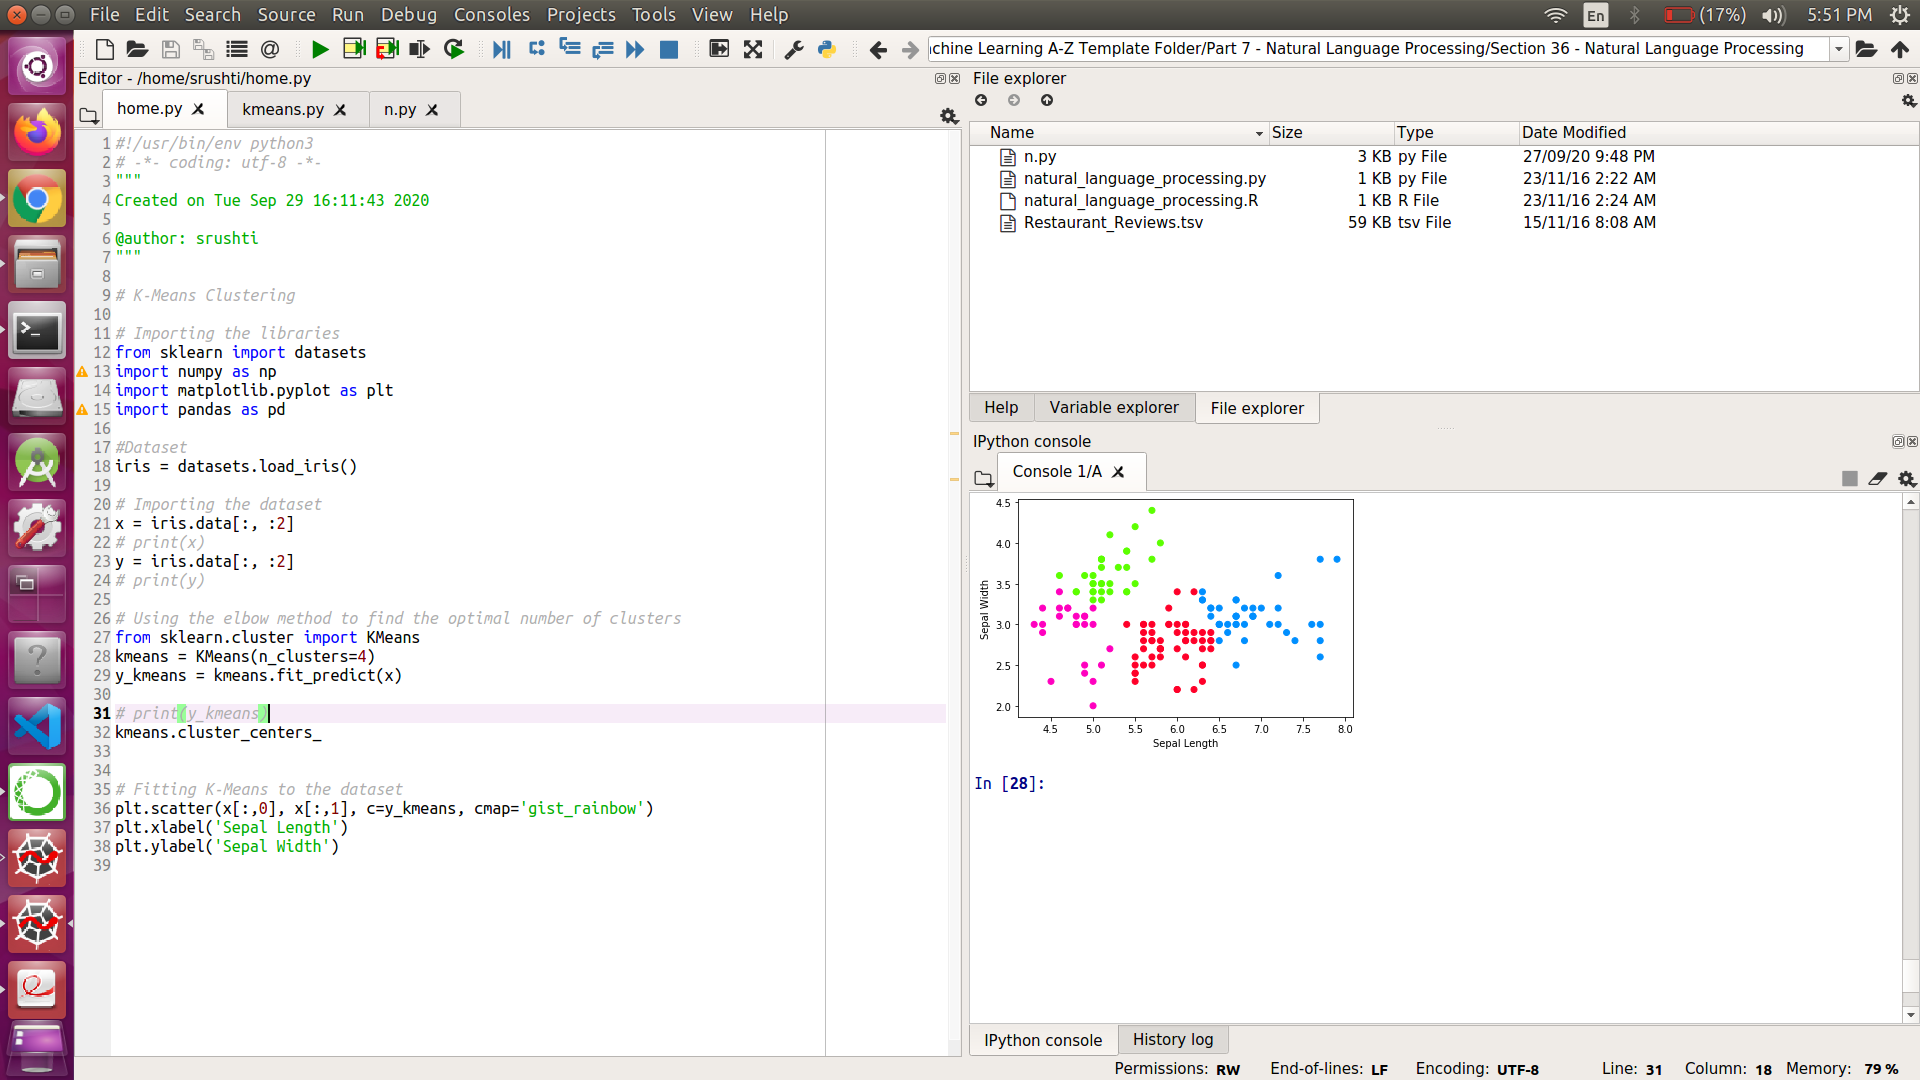 File Edit Search Source Run Debug Consoles Projects Tools View Help
En (17%) 5:51 PM
chine Learning A-Z Template Folder/Part 7 - Natural Language Processing/Section 36 - Natural Language Processing
Editor - /home/srushti/home.py
home.py kmeans.py n.py
1 #!/usr/bin/env python3
2 # -*- coding: utf-8 -*-
3 """
4 Created on Tue Sep 29 16:11:43 2020
5
6 @author: srushti
7 """
8
9 # K-Means Clustering
10
11 # Importing the libraries
12 from sklearn import datasets
13 import numpy as np
14 import matplotlib.pyplot as plt
15 import pandas as pd
16
17 #Dataset
18 iris = datasets.load_iris()
19
20 # Importing the dataset
21 x = iris.data[:, :2]
22 # print(x)
23 y = iris.data[:, :2]
24 # print(y)
25
26 # Using the elbow method to find the optimal number of clusters
27 from sklearn.cluster import KMeans
28 kmeans = KMeans(n_clusters=4)
29 y_kmeans = kmeans.fit_predict(x)
30
31 # print(y_kmeans)
32 kmeans.cluster_centers_
33
34
35 # Fitting K-Means to the dataset
36 plt.scatter(x[:,0], x[:,1], c=y_kmeans, cmap='gist_rainbow')
37 plt.xlabel('Sepal Length')
38 plt.ylabel('Sepal Width')
39
File explorer
Name Size Type Date Modified
n.py 3 KB py File 27/09/20 9:48 PM
natural_language_processing.py 1 KB py File 23/11/16 2:22 AM
natural_language_processing.R 1 KB R File 23/11/16 2:24 AM
Restaurant_Reviews.tsv 59 KB tsv File 15/11/16 8:08 AM
Help Variable explorer File explorer
IPython console
Console 1/A
4.5
4.0
3.5
3.0
2.5
2.0
Sepal Width
4.5 5.0 5.5 6.0 6.5 7.0 7.5 8.0
Sepal Length
In [28]:
IPython console History log
Permissions: RW End-of-lines: LF Encoding: UTF-8 Line: 31 Column: 18 Memory: 79 %